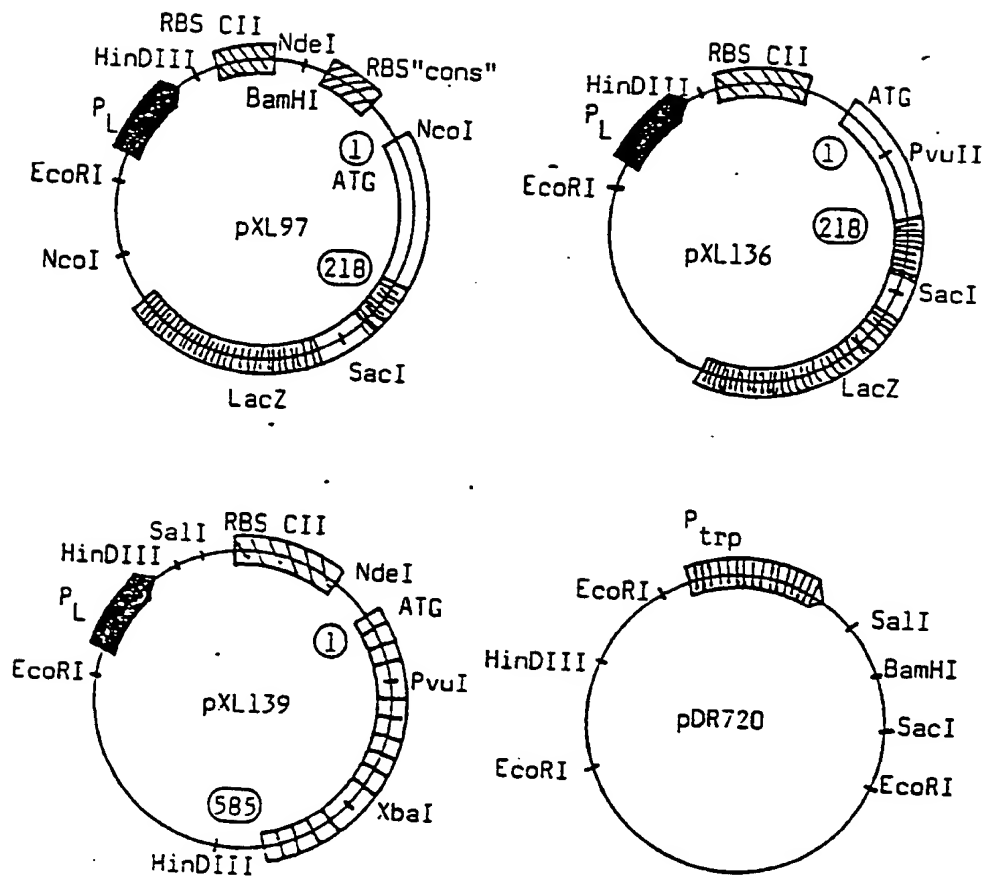 RBS CII
HinDIII
NdeI
BamHI
RBS"cons"
PL
NcoI
1
ATG
EcoRI
pXL97
218
NcoI
SacI
LacZ
RBS CII
HinDIII
ATG
PL
1
PvuII
EcoRI
218
pXL136
SacI
LacZ
SalI
RBS CII
HinDIII
NdeI
PL
ATG
1
EcoRI
PvuI
pXL139
585
XbaI
HinDIII
Ptrp
EcoRI
SalI
HinDIII
BamHI
pDR720
SacI
EcoRI
EcoRI